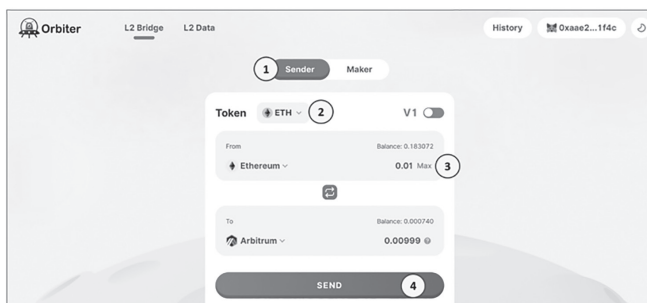 Orbiter
L2 Bridge L2 Data
History 0xaae2...1f4c
1 Sender Maker
Token ETH 2 V1
From Balance: 0.183072
Ethereum 0.01 Max 3
To Balance: 0.000740
Arbitrum 0.00999
SEND 4